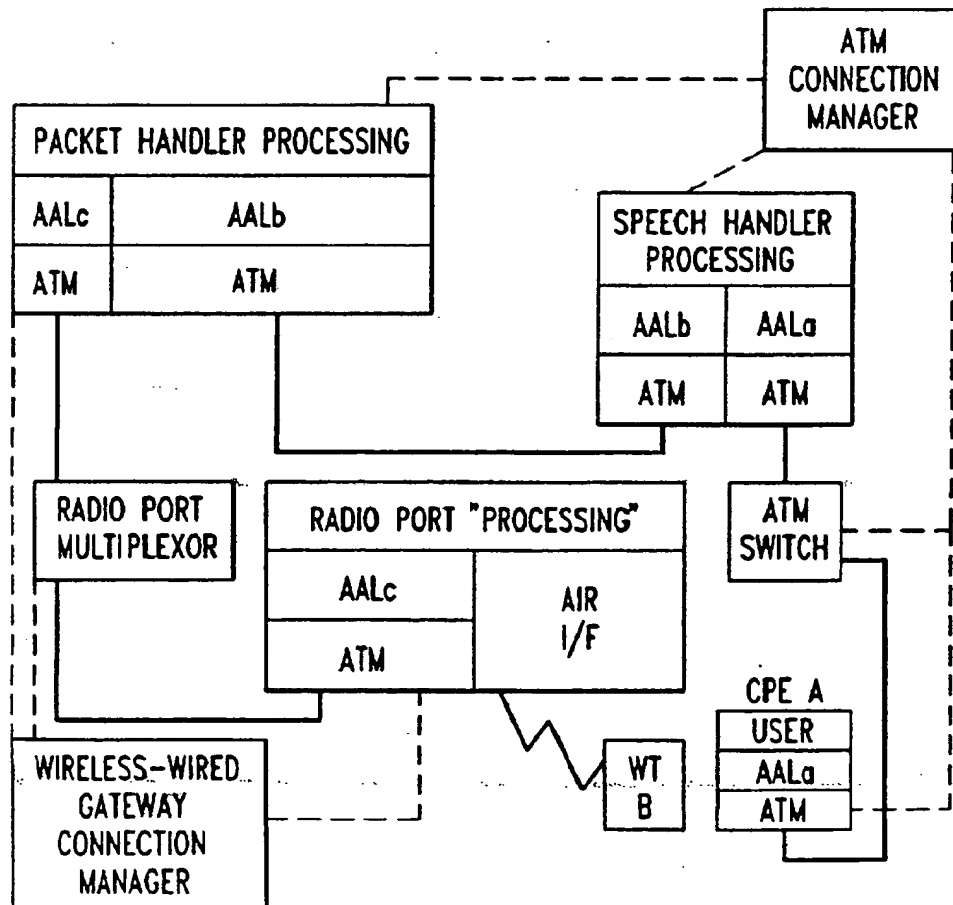 ATM
CONNECTION
MANAGER
PACKET HANDLER PROCESSING
AALc AALb
ATM ATM
SPEECH HANDLER
PROCESSING
AALb AALa
ATM ATM
RADIO PORT
MULTIPLEXOR
RADIO PORT "PROCESSING"
AALc
ATM
AIR
I/F
ATM
SWITCH
CPE A
USER
AALa
ATM
WT
B
WIRELESS-WIRED
GATEWAY
CONNECTION
MANAGER